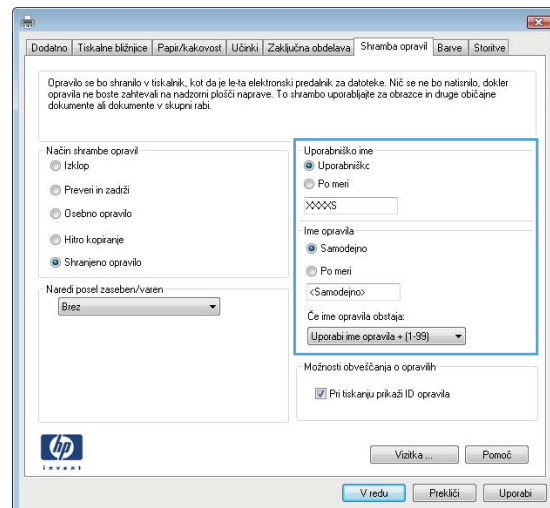 Dodatno Tiskalne bližnjice Papir/kakovost Učinki Zaključna obdelava Shramba opravil Barve Storitve
Opravilo se bo shranilo v tiskalnik, kot da je le-ta elektronski predalnik za datoteke. Nič se ne bo natisnilo, dokler
opravila ne boste zahtevali na nadzorni plošči naprave. To shrambo uporabljajte za obrazce in druge običajne
dokumente ali dokumente v skupni rabi.
Način shrambe opravil
Izklop
Preveri in zadrži
Osebno opravilo
Hitro kopiranje
Shranjeno opravilo
Naredi posel zaseben/varen
Brez
Uporabniško ime
Uporabniškc
Po meri
XXXXS
Ime opravila
Samodejno
Po meri
<Samodejno>
Če ime opravila obstaja:
Uporabi ime opravila + (1-99)
Možnosti obveščanja o opravilih
Pri tiskanju prikaži ID opravila
hp
invent
Vizitka ... Pomoč
V redu Prekliči Uporabi